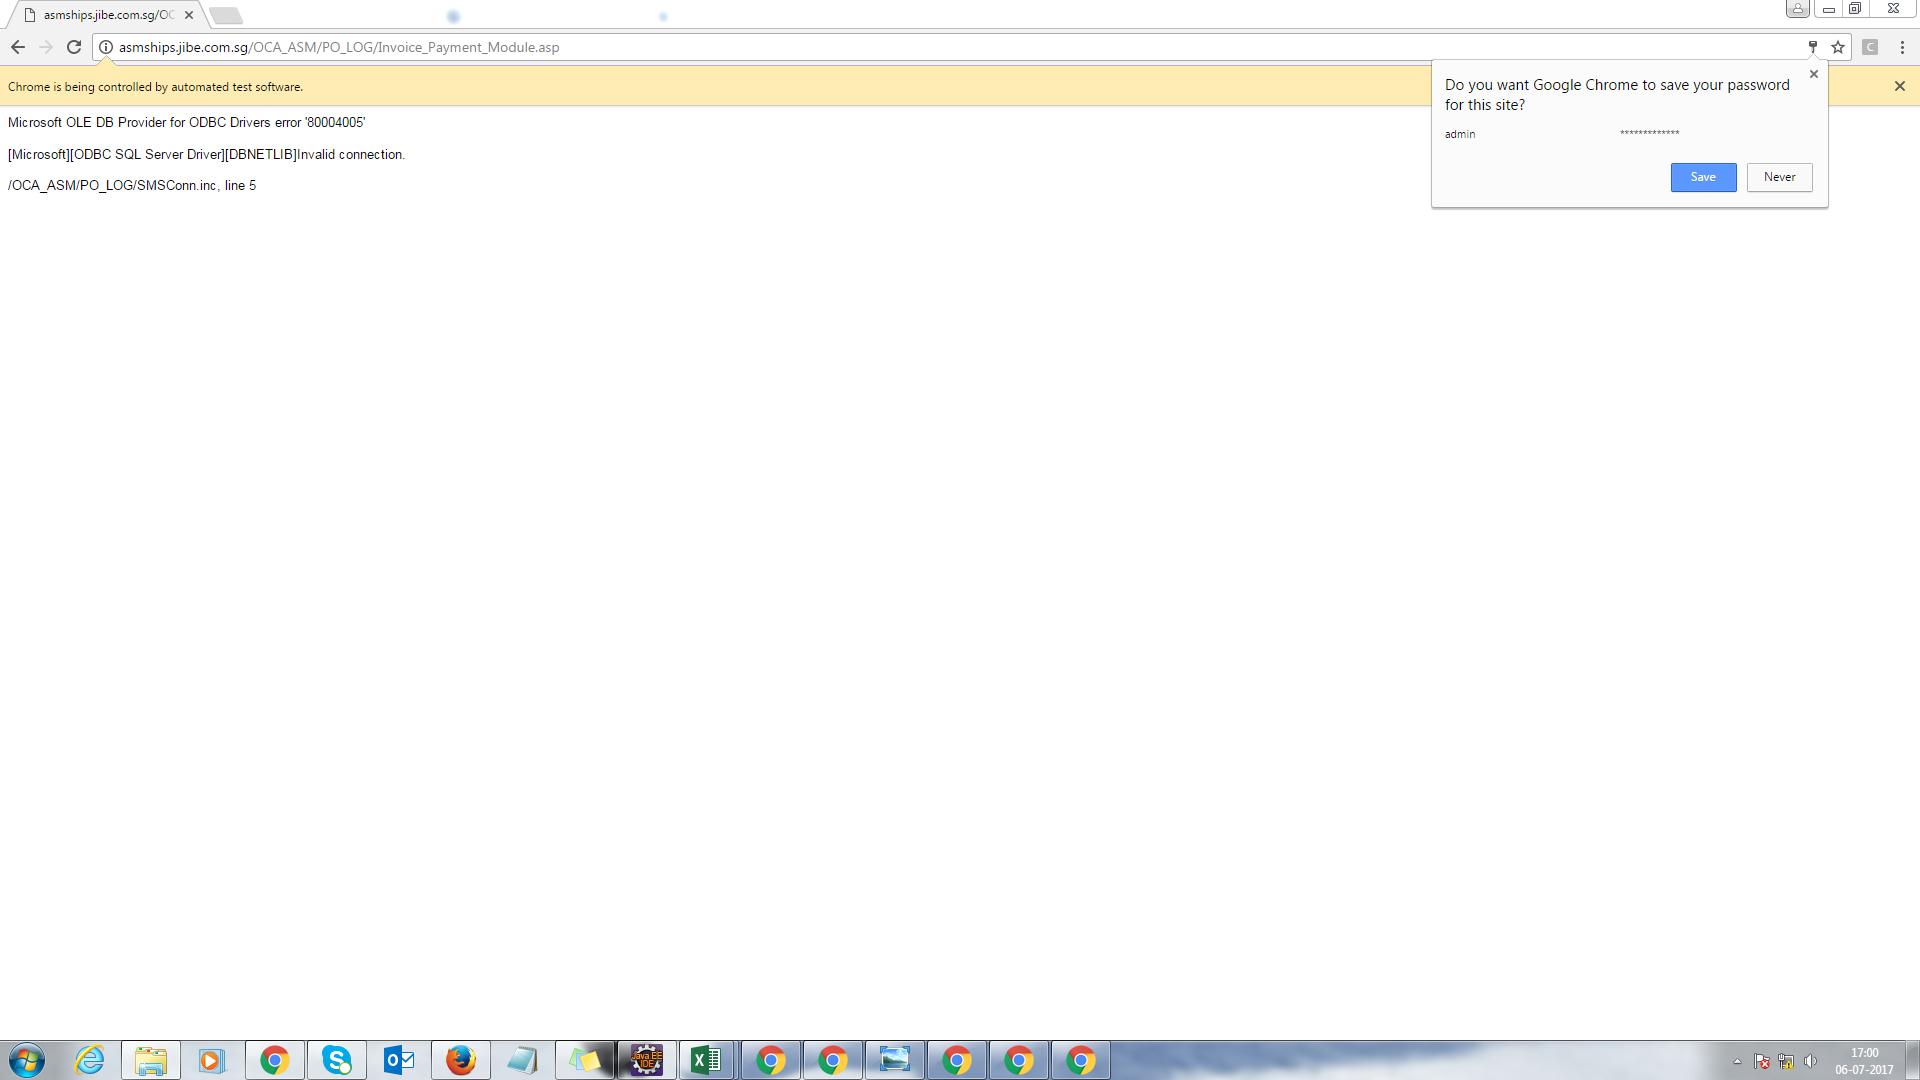 asmships.jibe.com.sg/OC
asmships.jibe.com.sg/OCA_ASM/PO_LOG/Invoice_Payment_Module.asp
C
Chrome is being controlled by automated test software.
Do you want Google Chrome to save your password
for this site?
admin *************
Save Never
Microsoft OLE DB Provider for ODBC Drivers error '80004005'
[Microsoft][ODBC SQL Server Driver][DBNETLIB]Invalid connection.
/OCA_ASM/PO_LOG/SMSConn.inc, line 5
Java EE
IDE
17:00
06-07-2017